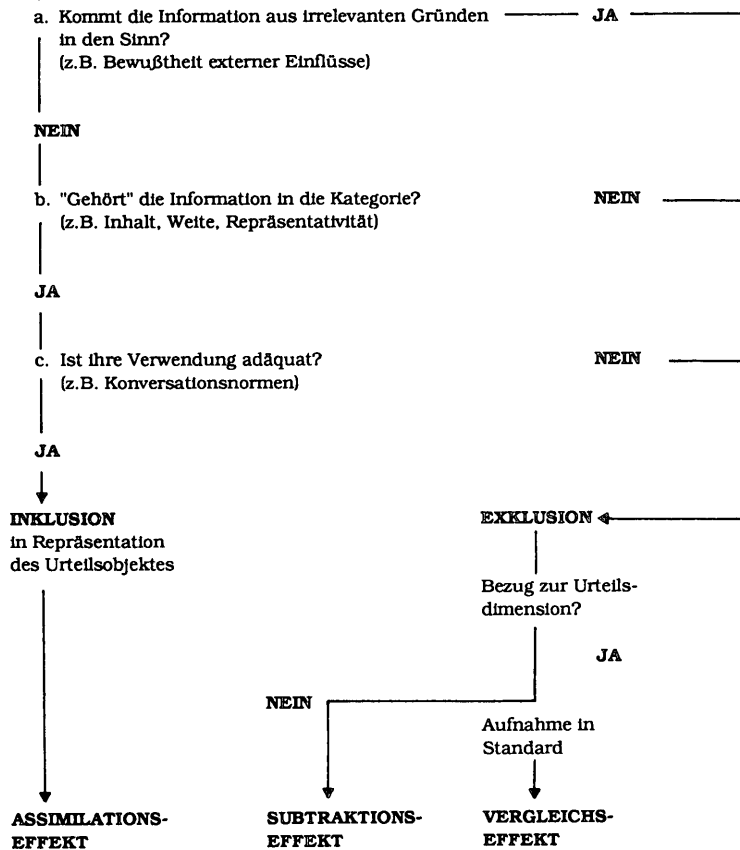 a. Kommt die Information aus irrelevanten Gründen JA
in den Sinn?
(z.B. Bewußtheit externer Einflüsse)
NEIN
b. "Gehört" die Information in die Kategorie? NEIN
(z.B. Inhalt, Weite, Repräsentativität)
JA
c. Ist ihre Verwendung adäquat? NEIN
(z.B. Konversationsnormen)
JA
INKLUSION
in Repräsentation
des Urteilsobjektes
EXKLUSION
Bezug zur Urteils-
dimension?
JA
NEIN
Aufnahme in
Standard
ASSIMILATIONS-
EFFEKT
SUBTRAKTIONS-
EFFEKT
VERGLEICHS-
EFFEKT